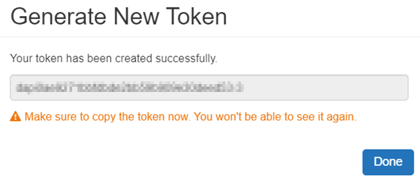 Generate New Token
Your token has been created successfully.
Make sure to copy the token now. You won't be able to see it again.
Done